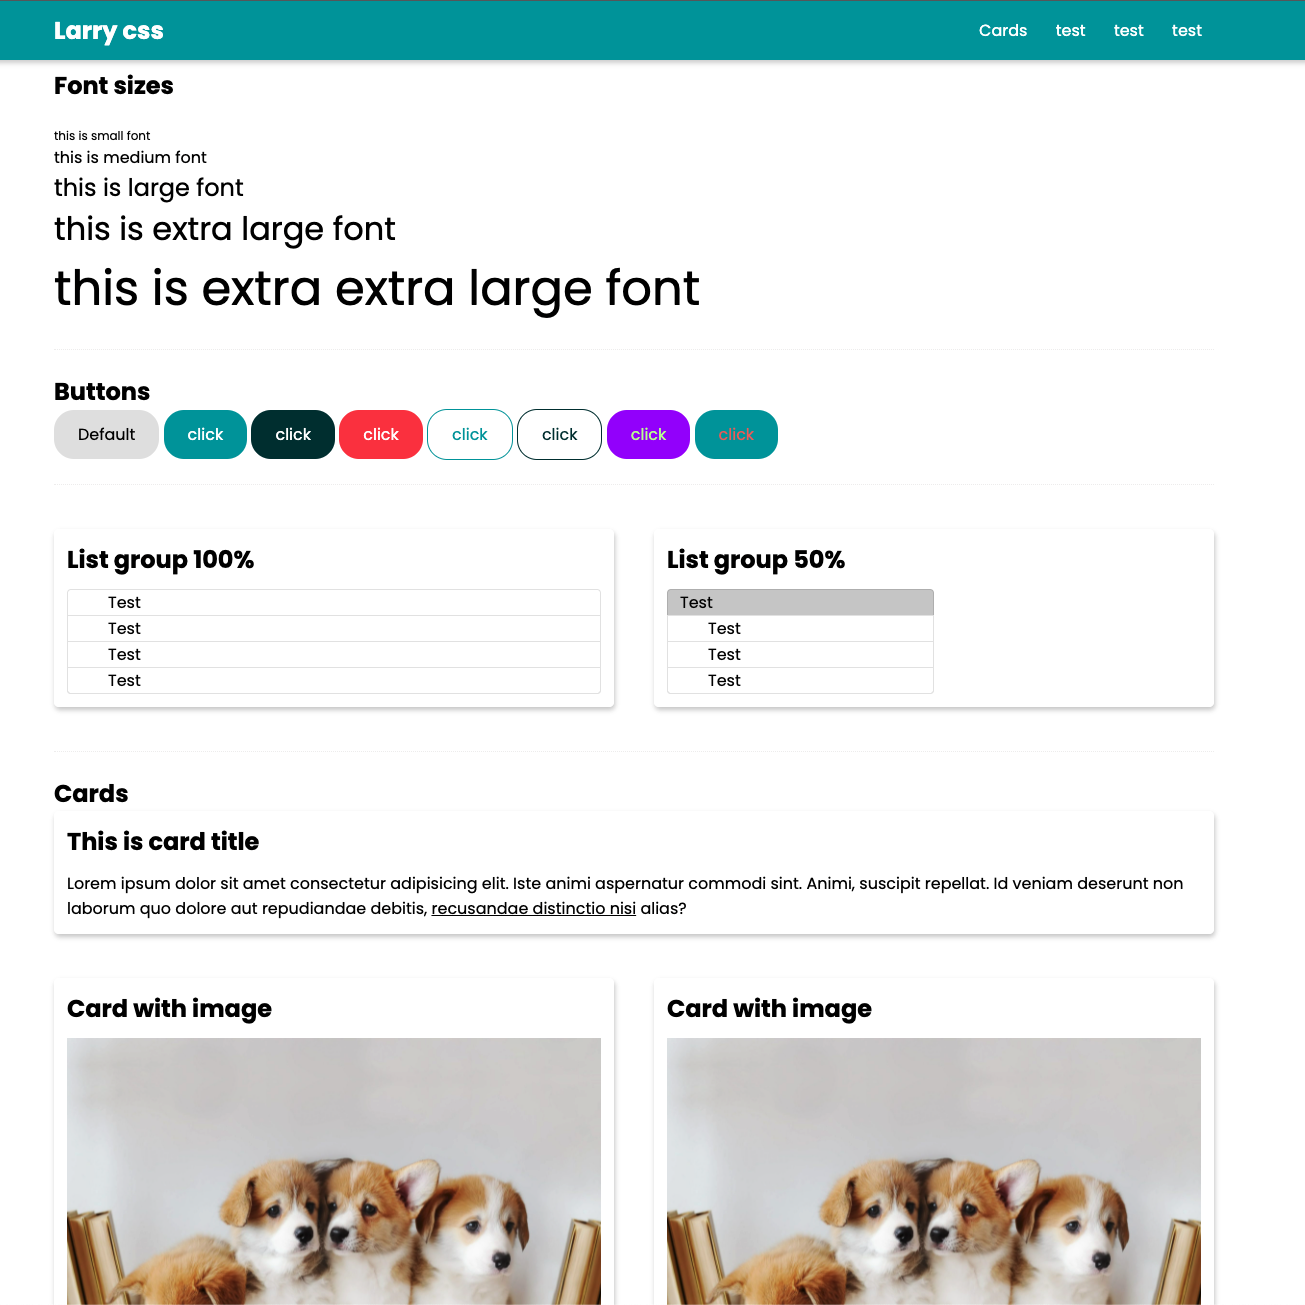 Larry css
Cards test test test
Font sizes
this is small font
this is medium font
this is large font
this is extra large font
this is extra extra large font
Buttons
Default click click click click click click click
List group 100%
Test
Test
Test
Test
List group 50%
Test
Test
Test
Test
Cards
This is card title
Lorem ipsum dolor sit amet consectetur adipisicing elit. Iste animi aspernatur commodi sint. Animi, suscipit repellat. Id veniam deserunt non
laborum quo dolore aut repudiandae debitis, recusandae distinctio nisi alias?
Card with image
Card with image